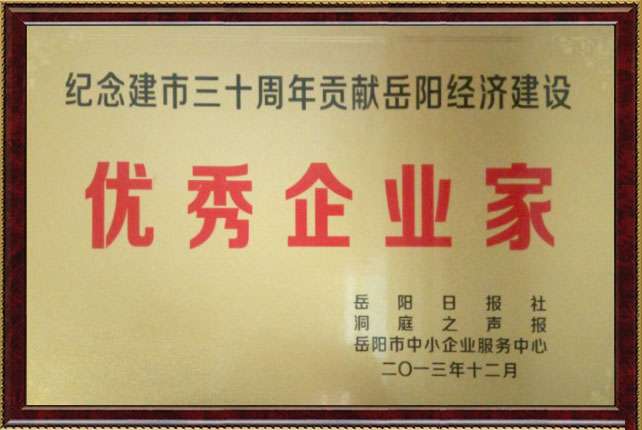 纪念建市三十周年贡献岳阳经济建设
优秀企业家
岳阳日报社
洞庭之声报
岳阳市中小企业服务中心
二〇一三年十二月